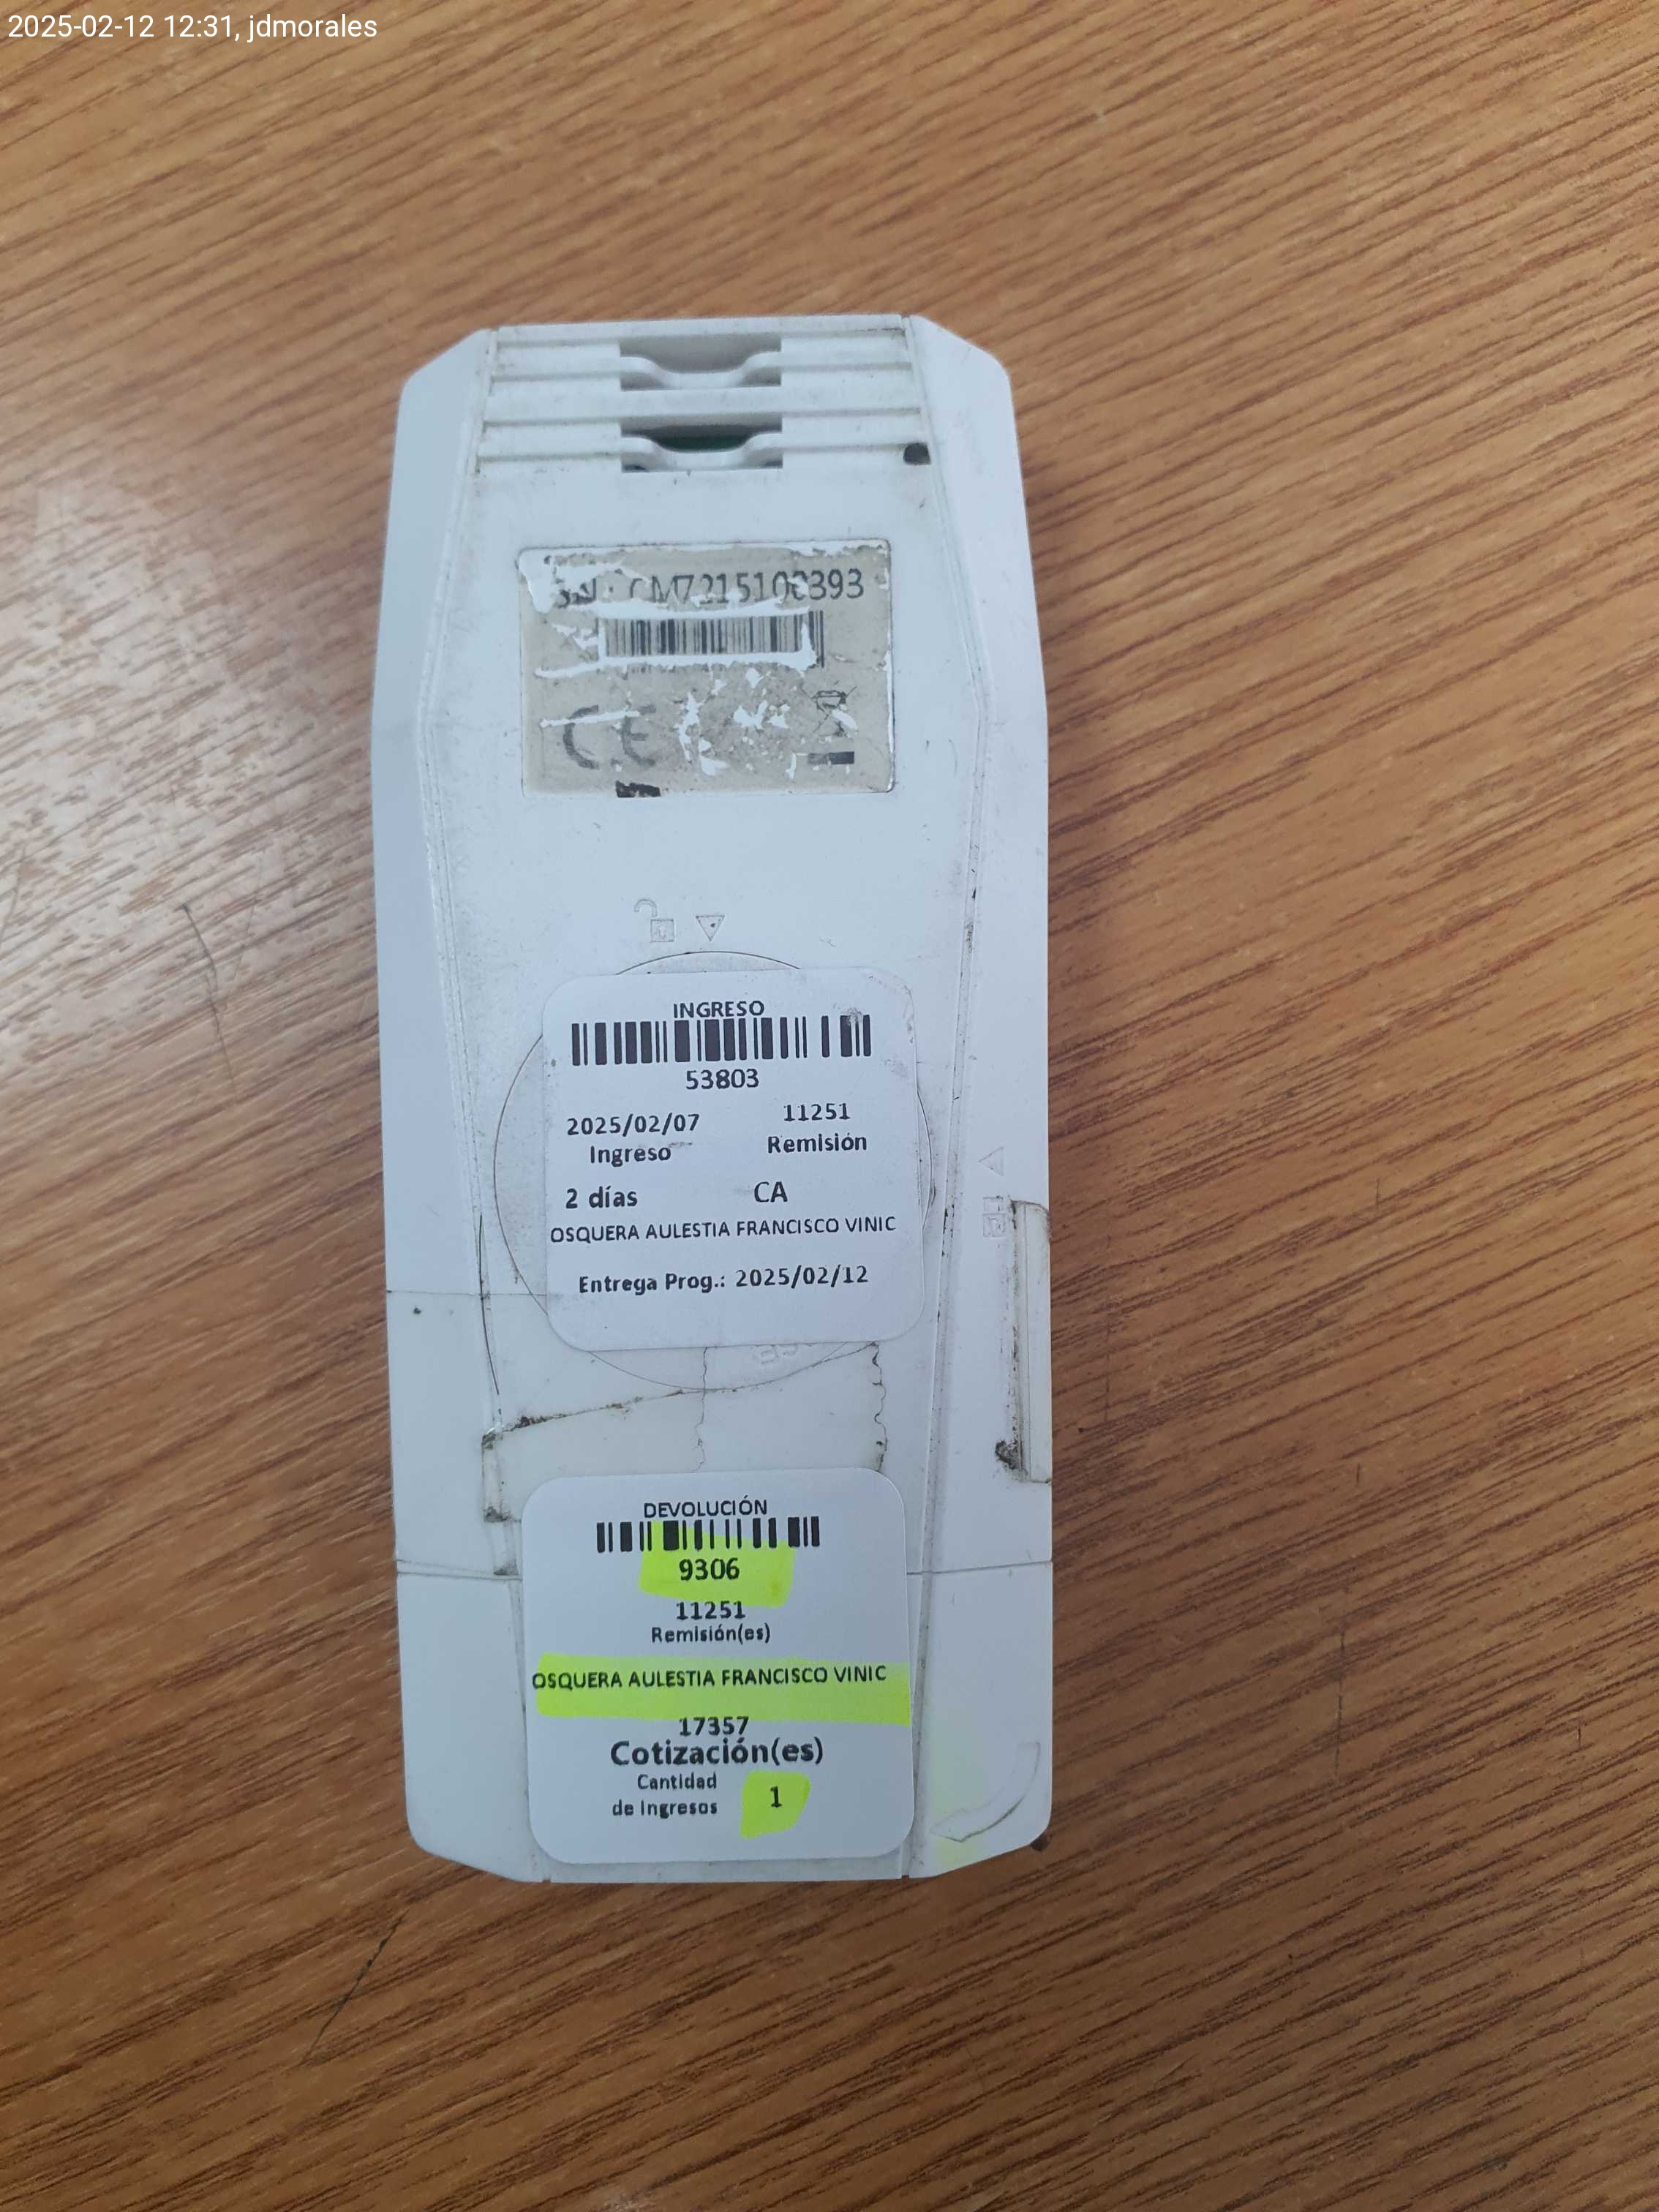 2025-02-12 12:31, jdmorales
CE
INGRESO
53803
2025/02/07
11251
Ingreso
Remisión
2 días
CA
OSQUERA AULESTIA FRANCISCO VINIC
Entrega Prog.: 2025/02/12
DEVOLUCIÓN
9306
11251
Remisión(es)
OSQUERA AULESTIA FRANCISCO VINIC
17357
Cotización(es)
Cantidad
de Ingresos
1